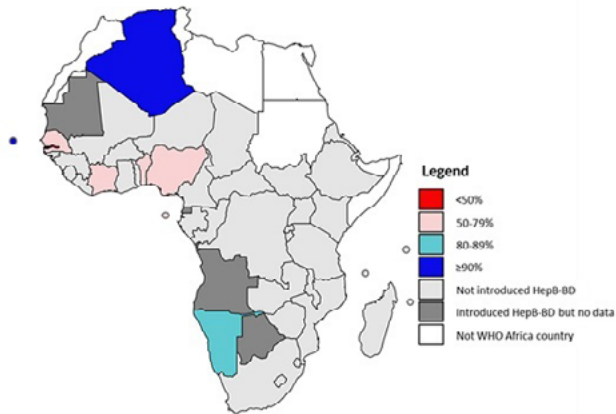 Legend
<50%
50-79%
80-89%
≥90%
Not introduced HepB-BD
Introduced HepB-BD but no data
Not WHO Africa country